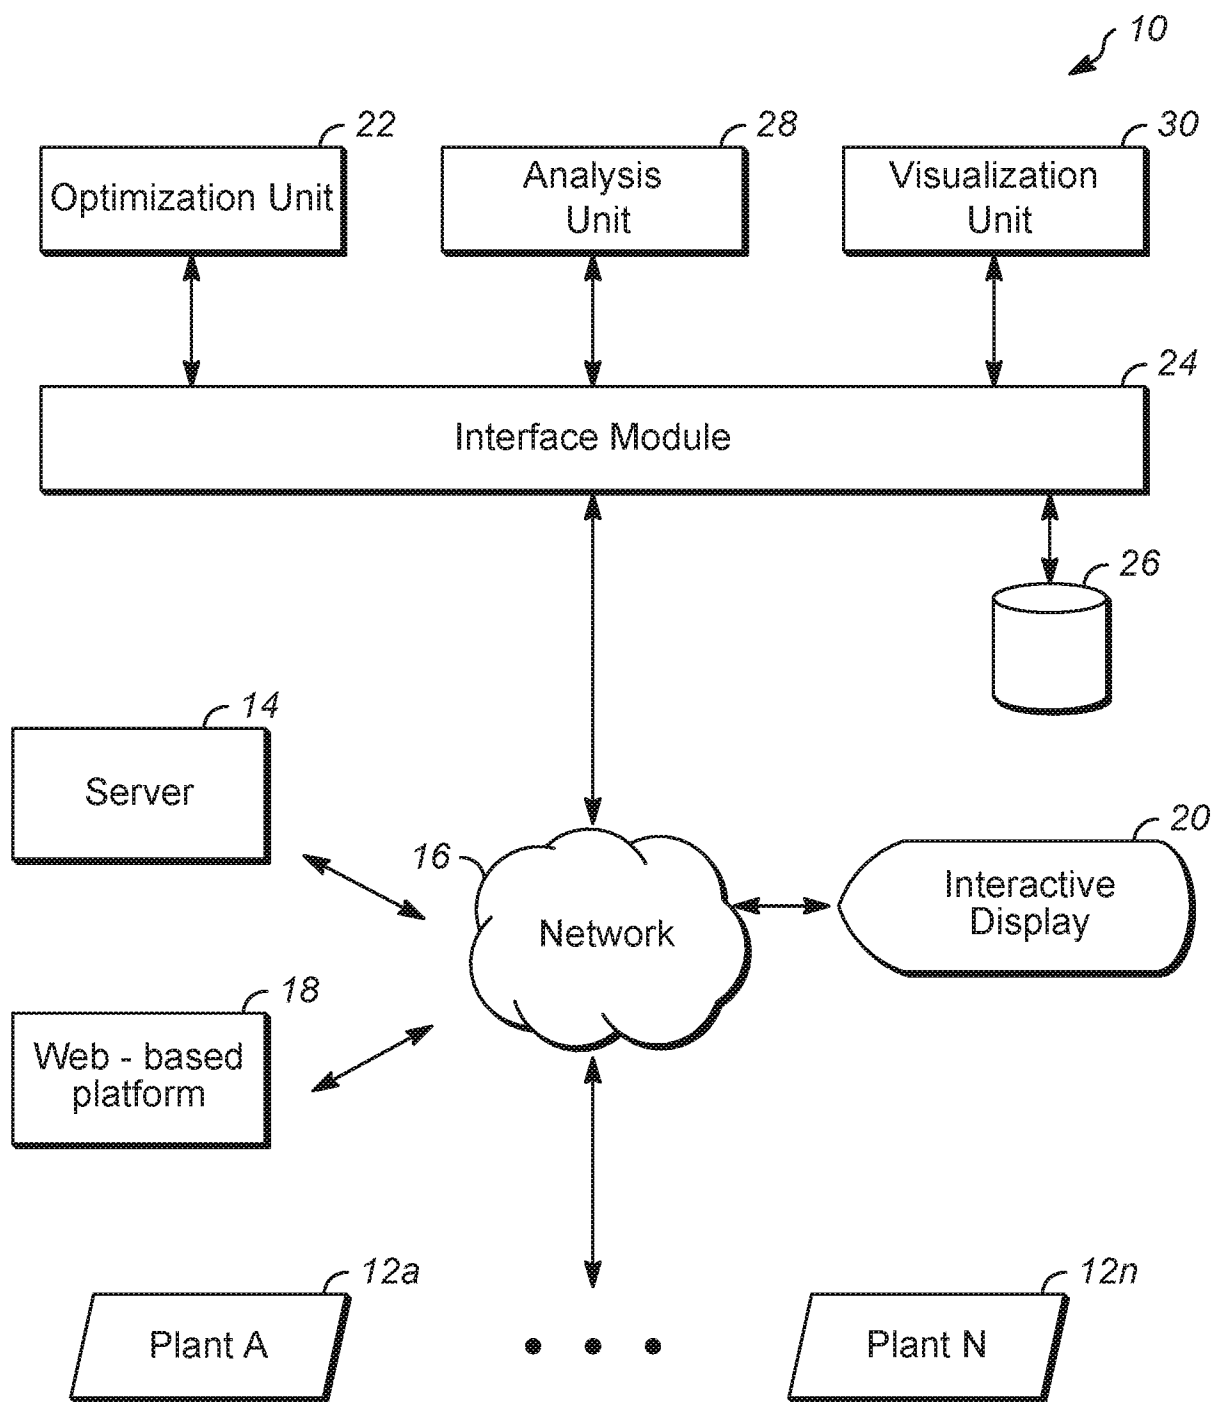 10
22
28
30
Optimization Unit
Analysis
Unit
Visualization
Unit
24
Interface Module
26
14
Server
16
Network
20
Interactive
Display
18
Web - based
platform
12a
Plant A
12n
Plant N